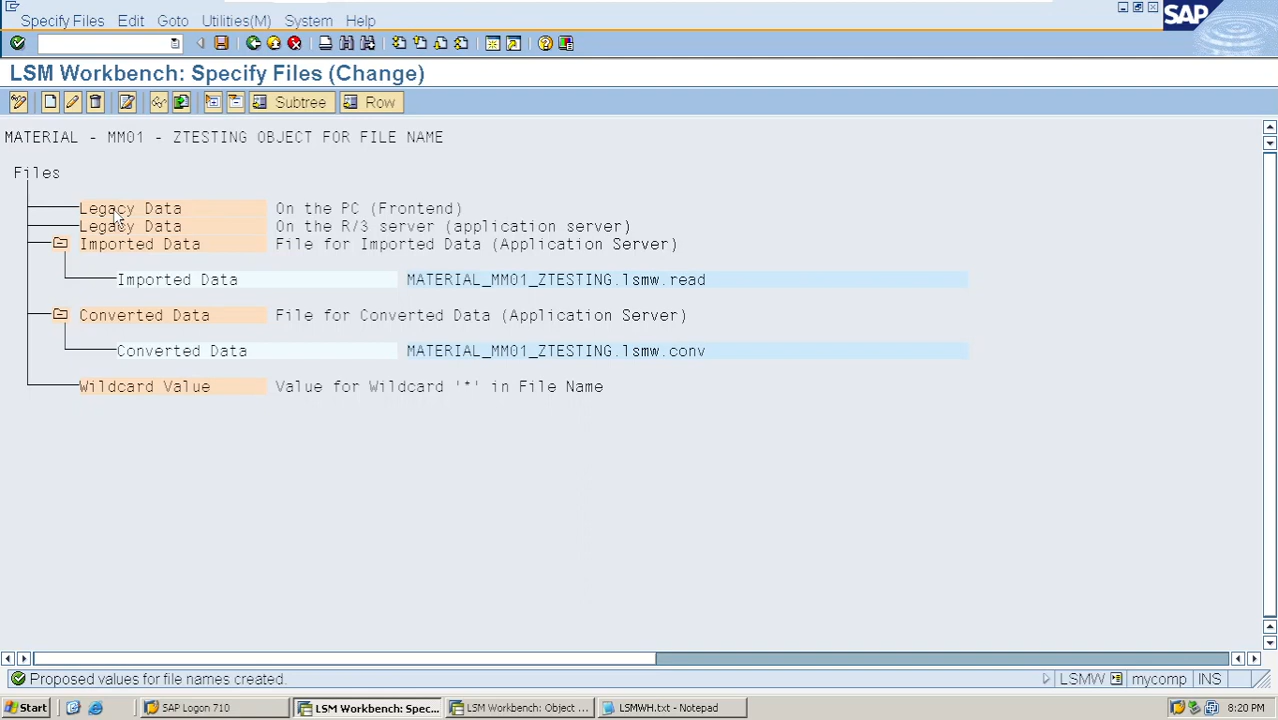 Specify Files Edit Goto Utilities(M) System Help
SAP
LSM Workbench: Specify Files (Change)
Subtree Row
MATERIAL - MM01 - ZTESTING OBJECT FOR FILE NAME
Files
Legacy Data On the PC (Frontend)
Legacy Data On the R/3 server (application server)
Imported Data File for Imported Data (Application Server)
Imported Data MATERIAL_MM01_ZTESTING.lsmw.read
Converted Data File for Converted Data (Application Server)
Converted Data MATERIAL_MM01_ZTESTING.lsmw.conv
Wildcard Value Value for Wildcard '*' in File Name
Proposed values for file names created. LSMW mycomp INS
Start SAP Logon 710 LSM Workbench: Spec... LSM Workbench: Object ... LSMWH.txt - Notepad 8:20 PM